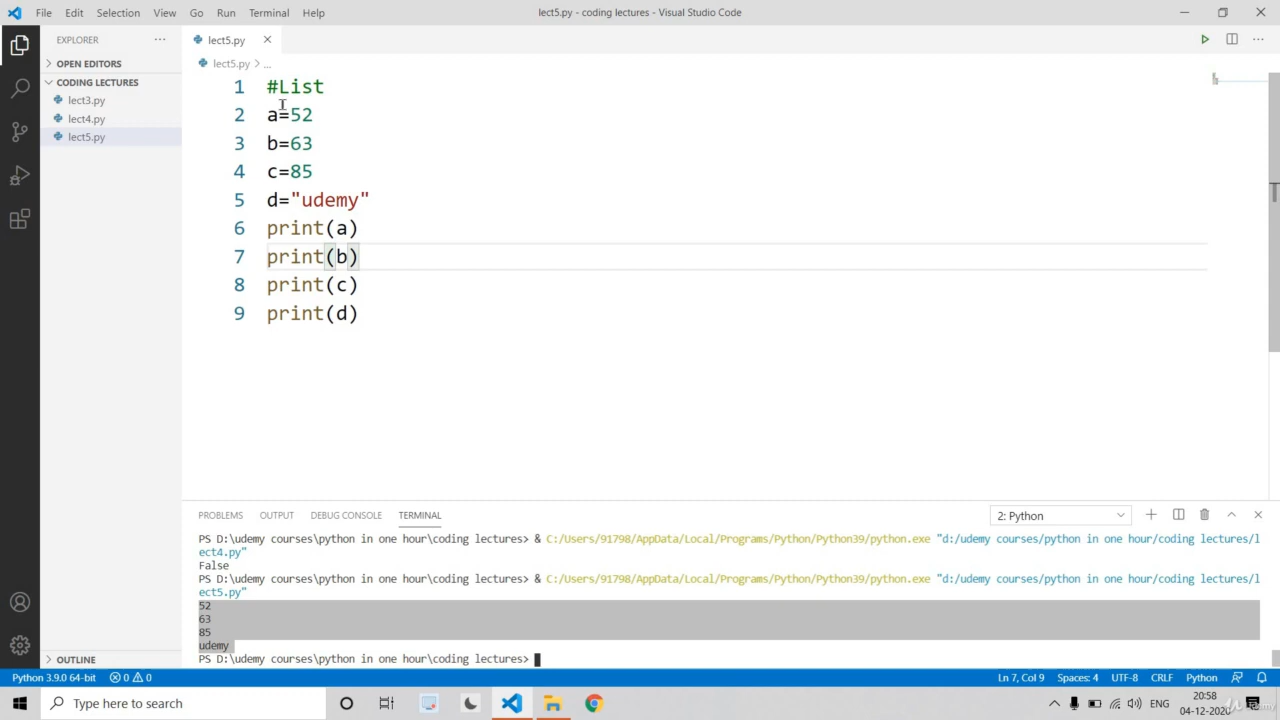 File Edit Selection View Go Run Terminal Help
lect5.py - coding lectures - Visual Studio Code
EXPLORER
lect5.py
OPEN EDITORS
lect5.py > ...
CODING LECTURES
lect3.py
lect4.py
lect5.py
1 #List
2 a=52
3 b=63
4 c=85
5 d="udemy"
6 print(a)
7 print(b)
8 print(c)
9 print(d)
PROBLEMS OUTPUT DEBUG CONSOLE TERMINAL
2: Python
PS D:\udemy courses\python in one hour\coding lectures> & C:/Users/91798/AppData/Local/Programs/Python/Python39/python.exe "d:/udemy courses/python in one hour/coding lectures/l
ect4.py"
False
PS D:\udemy courses\python in one hour\coding lectures> & C:/Users/91798/AppData/Local/Programs/Python/Python39/python.exe "d:/udemy courses/python in one hour/coding lectures/l
ect5.py"
52
63
85
udemy
PS D:\udemy courses\python in one hour\coding lectures>
OUTLINE
Python 3.9.0 64-bit 0 0
Ln 7, Col 9 Spaces: 4 UTF-8 CRLF Python
Type here to search
ENG
20:58
04-12-2020
Udemy